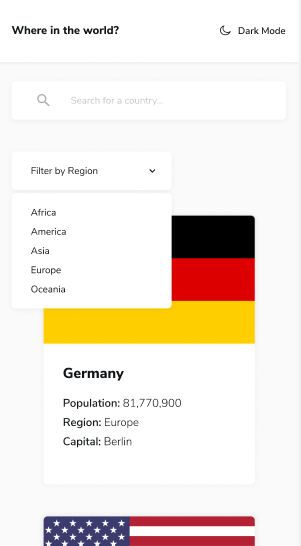 Where in the world?
Dark Mode
Search for a country...
Filter by Region
Africa
America
Asia
Europe
Oceania
Germany
Population: 81,770,900
Region: Europe
Capital: Berlin